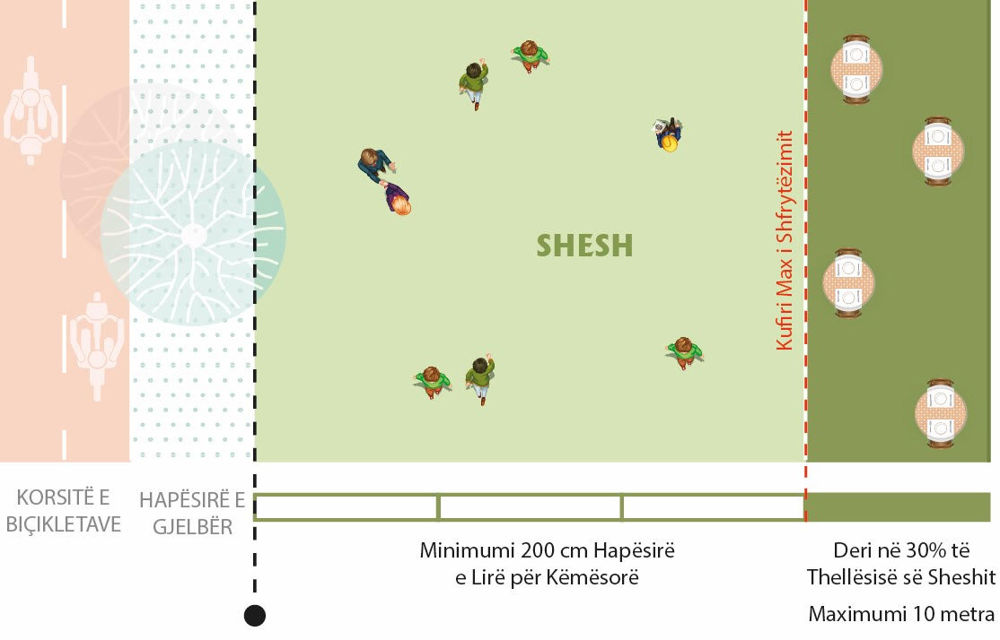 SHESH
Kufiri Max i Shfrytëzimit
KORSITË E
BIÇIKLETAVE
HAPËSIRË E
GJELBËR
Minimumi 200 cm Hapësirë
e Lirë për Këmësorë
Deri në 30% të
Thellësisë së Sheshit
Maximumi 10 metra